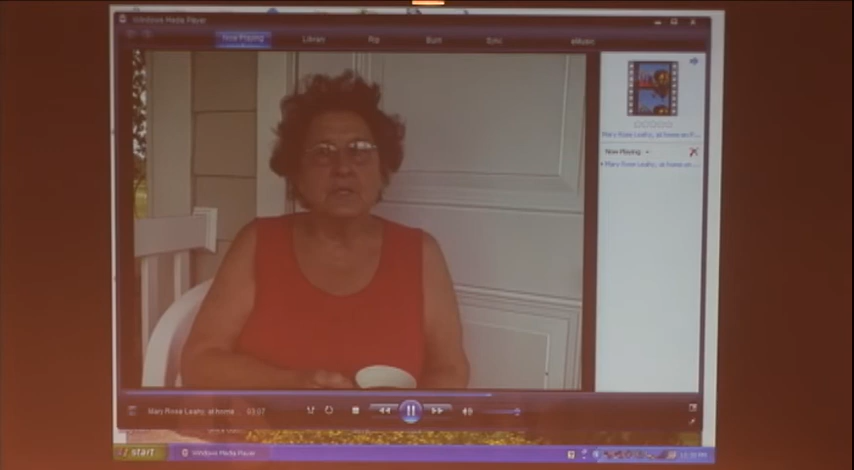 Windows Media Player
Now Playing
Library
Rip
Burn
Sync
eMusic
Mary Rose Leahy, at home on P...
Now Playing
Mary Rose Leahy, at home on ...
Mary Rose Leahy, at home ... 03:07
start
Windows Media Player